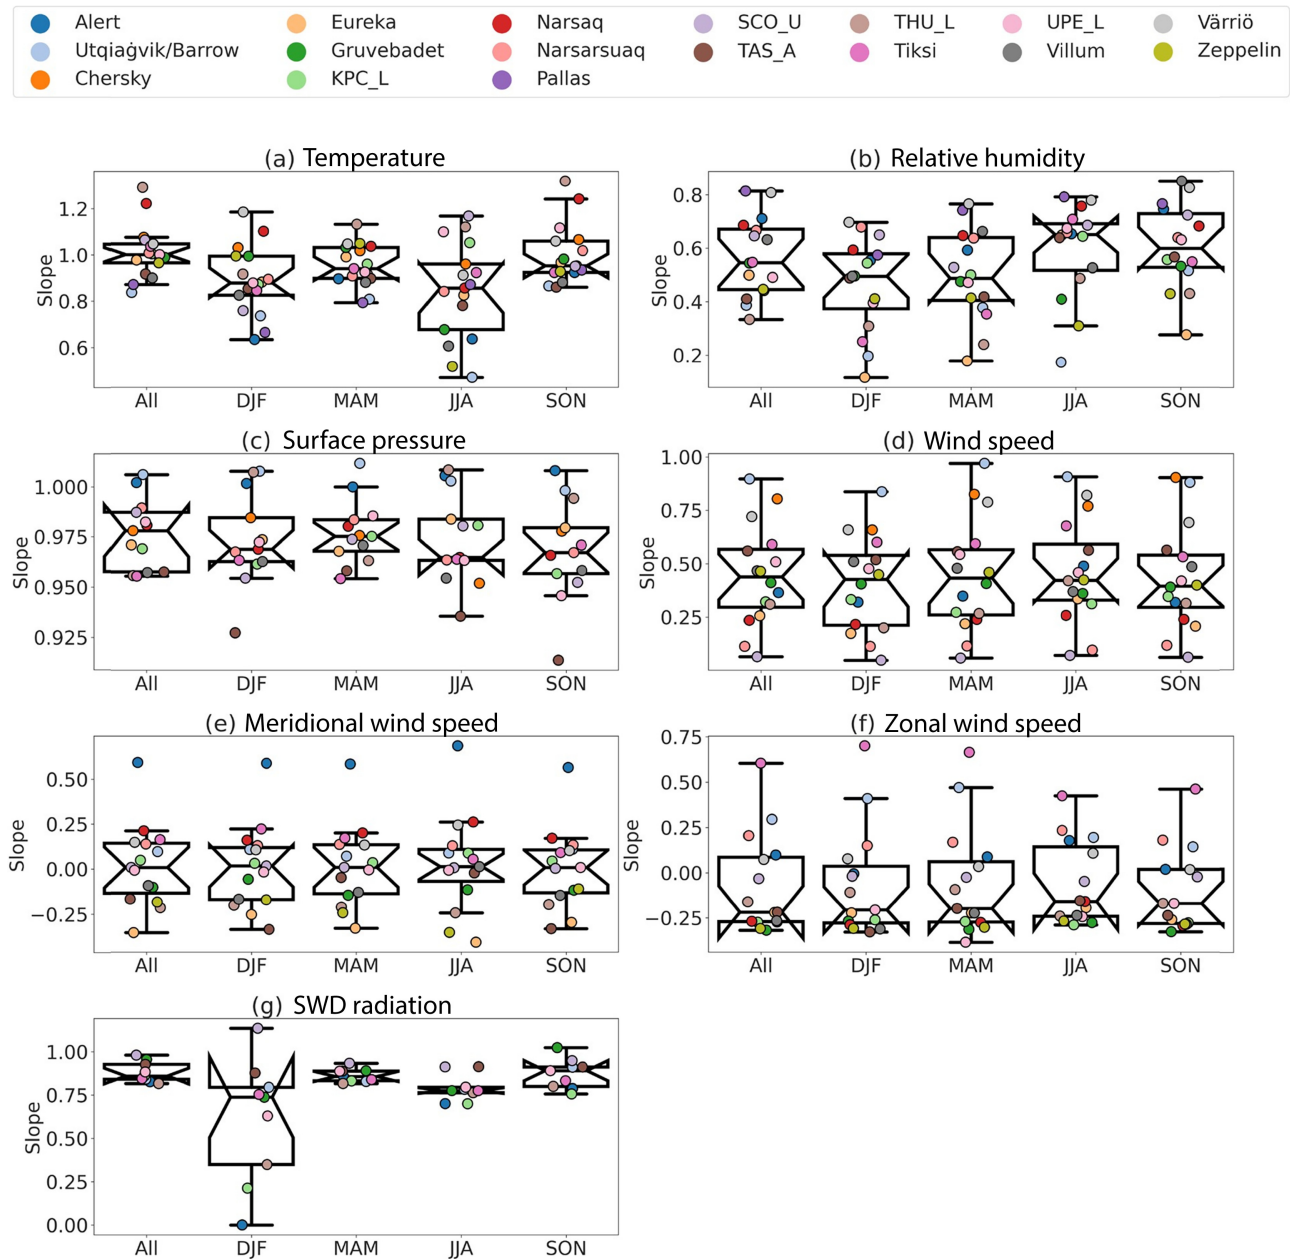 Alert Eureka Narsaq SCO_U THU_L UPE_L Värriö
Utqiaġvik/Barrow Gruvebadet Narsarsuaq TAS_A Tiksi Villum Zeppelin
Chersky KPC_L Pallas
(a) Temperature
Slope
1.2
1.0
0.8
0.6
All DJF MAM JJA SON
(b) Relative humidity
Slope
0.8
0.6
0.4
0.2
All DJF MAM JJA SON
(c) Surface pressure
Slope
1.000
0.975
0.950
0.925
All DJF MAM JJA SON
(d) Wind speed
Slope
1.00
0.75
0.50
0.25
All DJF MAM JJA SON
(e) Meridional wind speed
Slope
0.50
0.25
0.00
−0.25
All DJF MAM JJA SON
(f) Zonal wind speed
Slope
0.75
0.50
0.25
0.00
−0.25
All DJF MAM JJA SON
(g) SWD radiation
Slope
1.00
0.75
0.50
0.25
0.00
All DJF MAM JJA SON